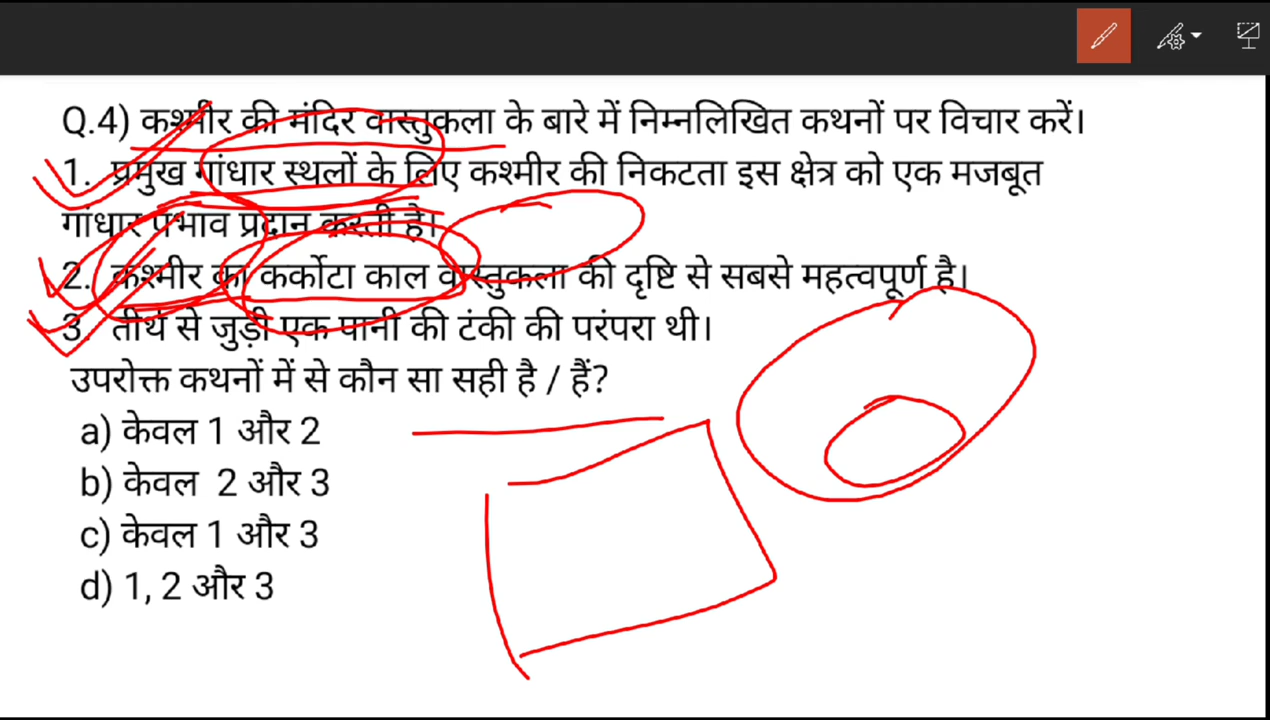 Q.4) कश्मीर की मंदिर वास्तुकला के बारे में निम्नलिखित कथनों पर विचार करें।
1. प्रमुख गांधार स्थलों के लिए कश्मीर की निकटता इस क्षेत्र को एक मजबूत
गांधार प्रभाव प्रदान करती है।
2. कश्मीर का कर्कोटा काल वास्तुकला की दृष्टि से सबसे महत्वपूर्ण है।
3. तीर्थ से जुड़ी एक पानी की टंकी की परंपरा थी।
उपरोक्त कथनों में से कौन सा सही है / हैं?
a) केवल 1 और 2
b) केवल 2 और 3
c) केवल 1 और 3
d) 1, 2 और 3